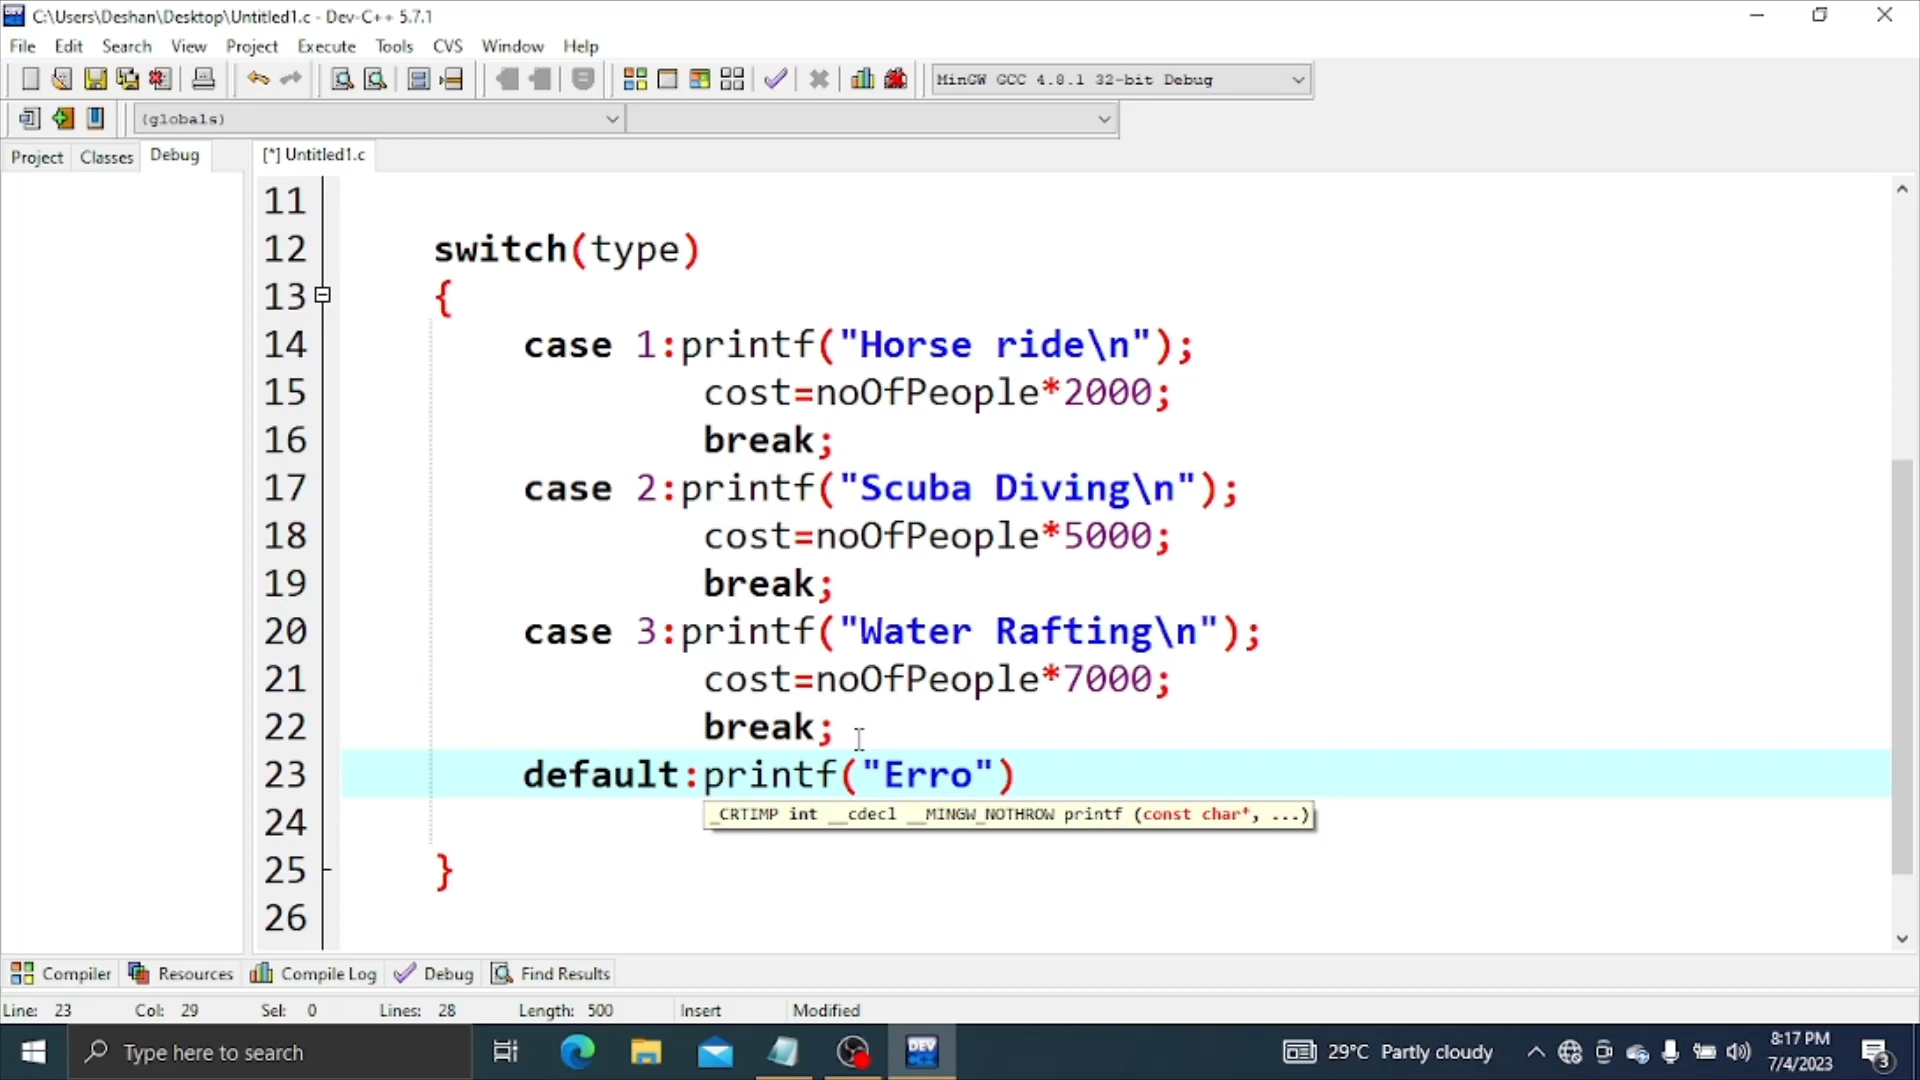 C:\Users\Deshan\Desktop\Untitled1.c - Dev-C++ 5.7.1
File Edit Search View Project Execute Tools CVS Window Help
MinGW GCC 4.8.1 32-bit Debug
(globals)
Project Classes Debug [*] Untitled1.c
11
12 switch(type)
13 {
14 case 1:printf("Horse ride\n");
15 cost=noOfPeople*2000;
16 break;
17 case 2:printf("Scuba Diving\n");
18 cost=noOfPeople*5000;
19 break;
20 case 3:printf("Water Rafting\n");
21 cost=noOfPeople*7000;
22 break;
23 default:printf("Erro")
_CRTIMP int __cdecl __MINGW_NOTHROW printf (const char*, ...)
24
25 }
26
Compiler Resources Compile Log Debug Find Results
Line: 23 Col: 29 Sel: 0 Lines: 28 Length: 500 Insert Modified
Type here to search DEV 29°C Partly cloudy 8:17 PM
7/4/2023 3